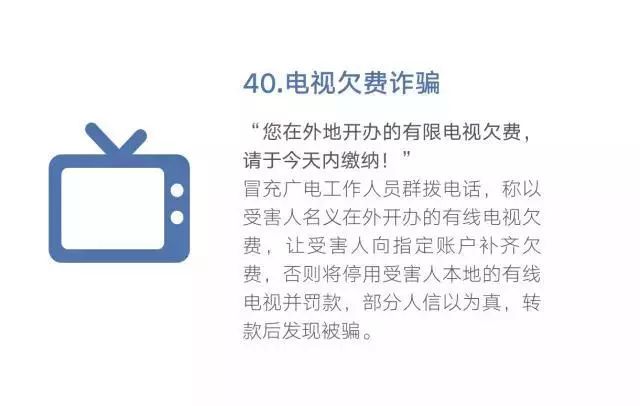 40.电视欠费诈骗
“您在外地开办的有限电视欠费，
请于今天内缴纳！”
冒充广电工作人员群拨电话，称以
受害人名义在外开办的有线电视欠
费，让受害人向指定账户补齐欠
费，否则将停用受害人本地的有线
电视并罚款，部分人信以为真，转
款后发现被骗。